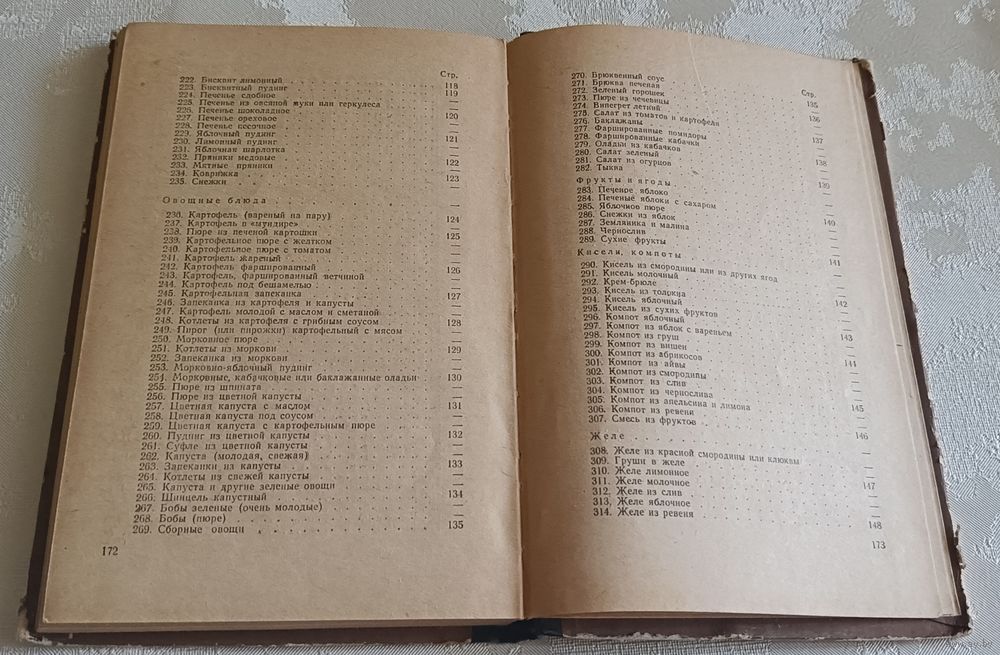 Стр.
222. Бисквит лимонный 118
223. Бисквитный пудинг 119
224. Печенье сдобное —
225. Печенье из овсяной муки или геркулеса —
226. Печенье шоколадное 120
227. Печенье ореховое —
228. Печенье песочное —
229. Яблочный пудинг 121
230. Лимонный пудинг —
231. Яблочная шарлотка —
232. Пряники медовые 122
233. Мятные пряники —
234. Коврижка 123
235. Снежки —
Овощные блюда —
236. Картофель (вареный на пару) 124
237. Картофель в «мундире» —
238. Пюре из печеной картошки 125
239. Картофельное пюре с желтком —
240. Картофельное пюре с томатом —
241. Картофель жареный —
242. Картофель фаршированный 126
243. Картофель, фаршированный ветчиной —
244. Картофель под бешамелью —
245. Картофельная запеканка 127
246. Запеканка из картофеля и капусты —
247. Картофель молодой с маслом и сметаной —
248. Котлеты из картофеля с грибным соусом 128
249. Пирог (или пирожки) картофельный с мясом —
250. Морковное пюре —
251. Котлеты из моркови 129
252. Запеканка из моркови —
253. Морковно-яблочный пудинг —
254. Морковные, кабачковые или баклажанные оладьи 130
255. Пюре из шпината —
256. Пюре из цветной капусты —
257. Цветная капуста с маслом 131
258. Цветная капуста под соусом —
259. Цветная капуста с картофельным пюре —
260. Пудинг из цветной капусты 132
261. Суфле из цветной капусты —
262. Капуста (молодая, свежая) —
263. Запеканки из капусты 133
264. Котлеты из свежей капусты —
265. Капуста и другие зеленые овощи —
266. Шницель капустный 134
267. Бобы зеленые (очень молодые) —
268. Бобы (пюре) —
269. Сборные овощи 135
172
Стр.
270. Брюквенный соус
271. Брюква печеная
272. Зеленый горошек
273. Пюре из чечевицы 135
274. Винегрет летний —
275. Салат из томатов и картофеля 136
276. Баклажаны —
277. Фаршированные помидоры —
278. Фаршированные кабачки 137
279. Оладьи из кабачков —
280. Салат зеленый —
281. Салат из огурцов 138
282. Тыква —
Фрукты и ягоды 139
283. Печеное яблоко —
284. Печеные яблоки с сахаром —
285. Яблочное пюре —
286. Снежки из яблок —
287. Земляника и малина 140
288. Чернослив —
289. Сухие фрукты —
Кисели, компоты 141
290. Кисель из смородины или из других ягод —
291. Кисель молочный —
292. Крем-брюле —
293. Кисель из толокна —
294. Кисель яблочный 142
295. Кисель из сухих фруктов —
296. Компот яблочный —
297. Компот из яблок с вареньем —
298. Компот из груш 143
299. Компот из вишен —
300. Компот из абрикосов —
301. Компот из айвы 144
302. Компот из смородины —
303. Компот из слив —
304. Компот из чернослива —
305. Компот из апельсина и лимона —
306. Компот из ревеня 145
307. Смесь из фруктов —
Желе 146
308. Желе из красной смородины или клюквы —
309. Груши в желе —
310. Желе лимонное —
311. Желе молочное 147
312. Желе из слив —
313. Желе яблочное —
314. Желе из ревеня 148
173